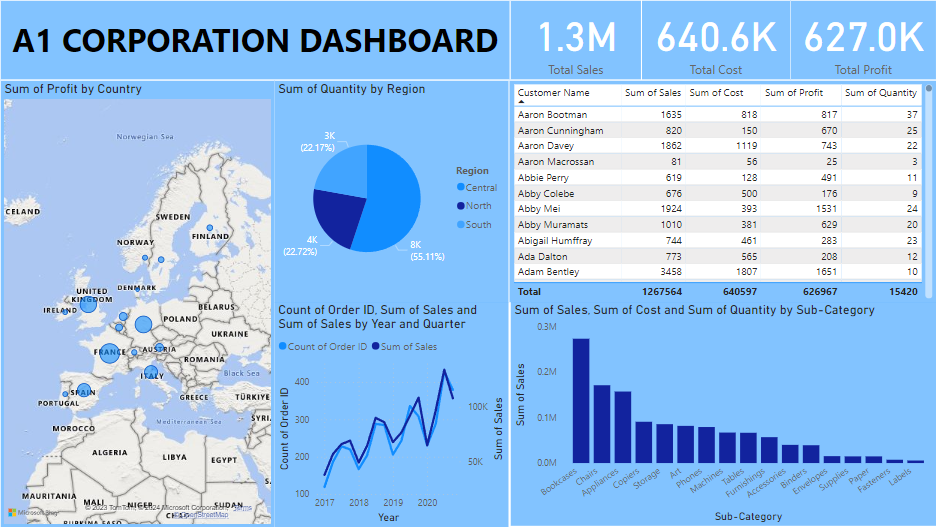 A1 CORPORATION DASHBOARD
1.3M
Total Sales
640.6K
Total Cost
627.0K
Total Profit
Sum of Profit by Country
Norwegian Sea
CELAND
SWEDEN
FINLAND
NORWAY
DENMARK
UNITED
KINGDOM
IRELAND
BELARUS
POLAND
UKRAINE
FRANCE
AUSTRIA
ROMANIA
ITALY
Black Sea
SPAIN
PORTUGAL
GREECE
TÜRKİYE
Mediterranean Sea
SYRI
MOROCCO
ALGERIA
LIBYA
EGYPT
MAURITANIA
MALI
NIGER
SUDAN
© 2023 TomTom, © 2024 Microsoft Corporation, Terms
© OpenStreetMap
Sum of Quantity by Region
3K
(22.17%)
4K
(22.72%)
8K
(55.11%)
Region
Central
North
South
Customer Name Sum of Sales Sum of Cost Sum of Profit Sum of Quantity
Aaron Bootman 1635 818 817 37
Aaron Cunningham 820 150 670 25
Aaron Davey 1862 1119 743 22
Aaron Macrossan 81 56 25 3
Abbie Perry 619 128 491 11
Abby Colebe 676 500 176 9
Abby Mei 1924 393 1531 24
Abby Muramats 1010 381 629 20
Abigail Humffray 744 461 283 23
Ada Dalton 773 565 208 12
Adam Bentley 3458 1807 1651 10
Total 1267564 640597 626967 15420
Count of Order ID, Sum of Sales and
Sum of Sales by Year and Quarter
Count of Order ID Sum of Sales
Count of Order ID
400
300
200
100
2017 2018 2019 2020
Year
100K
50K
Sum of Sales
Sum of Sales, Sum of Cost and Sum of Quantity by Sub-Category
Sum of Sales
0.3M
0.2M
0.1M
0.0M
Bookcases
Chairs
Appliances
Copiers
Storage
Art
Phones
Machines
Tables
Furnishings
Accessories
Binders
Envelopes
Supplies
Paper
Fasteners
Labels
Sub-Category